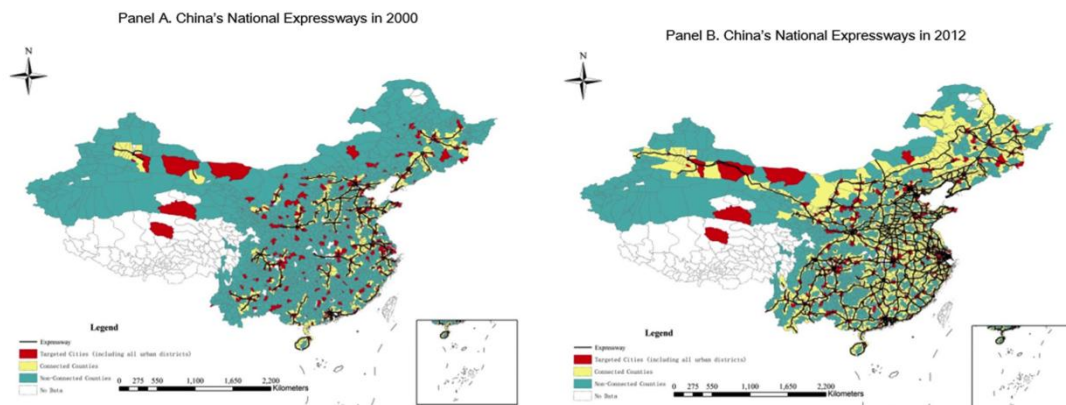 Panel A. China's National Expressways in 2000
N
Legend
Expressway
Targeted Cities (including all urban districts)
Connected Counties
Non-Connected Counties
No Data
0 275 550 1,100 1,650 2,200
Kilometers
Panel B. China's National Expressways in 2012
N
Legend
Expressway
Targeted Cities (including all urban districts)
Connected Counties
Non-Connected Counties
No Data
0 275 550 1,100 1,650 2,200
Kilometers